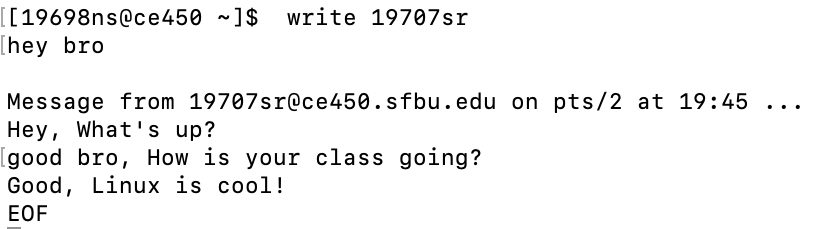 [[19698ns@ce450 ~]$  write 19707sr
[hey bro
Message from 19707sr@ce450.sfbu.edu on pts/2 at 19:45 ...
Hey, What's up?
[good bro, How is your class going?
Good, Linux is cool!
EOF